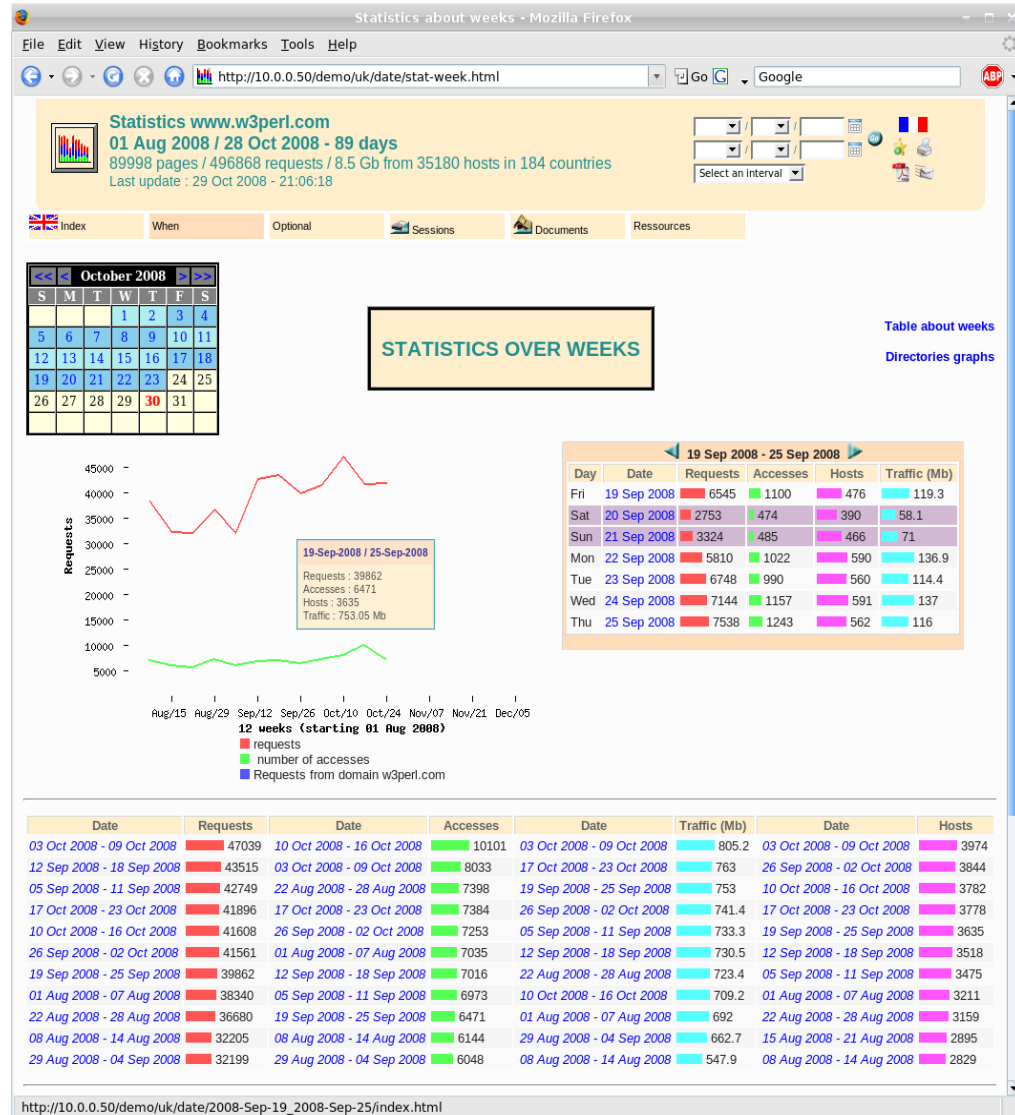 Statistics about weeks - Mozilla Firefox
File Edit View History Bookmarks Tools Help
http://10.0.0.50/demo/uk/date/stat-week.html Go G Google ABP
Statistics www.w3perl.com
01 Aug 2008 / 28 Oct 2008 - 89 days
89998 pages / 496868 requests / 8.5 Gb from 35180 hosts in 184 countries
Last update : 29 Oct 2008 - 21:06:18
/ /
/ /
Go
Select an interval
Index When Optional Sessions Documents Ressources
<< < October 2008 > >>
S M T W T F S
1 2 3 4
5 6 7 8 9 10 11
12 13 14 15 16 17 18
19 20 21 22 23 24 25
26 27 28 29 30 31
STATISTICS OVER WEEKS
Table about weeks
Directories graphs
Requests
45000
40000
35000
30000
25000
20000
15000
10000
5000
19-Sep-2008 / 25-Sep-2008
Requests : 39862
Accesses : 6471
Hosts : 3635
Traffic : 753.05 Mb
Aug/15 Aug/29 Sep/12 Sep/26 Oct/10 Oct/24 Nov/07 Nov/21 Dec/05
12 weeks (starting 01 Aug 2008)
requests
number of accesses
Requests from domain w3perl.com
19 Sep 2008 - 25 Sep 2008
Day Date Requests Accesses Hosts Traffic (Mb)
Fri 19 Sep 2008 6545 1100 476 119.3
Sat 20 Sep 2008 2753 474 390 58.1
Sun 21 Sep 2008 3324 485 466 71
Mon 22 Sep 2008 5810 1022 590 136.9
Tue 23 Sep 2008 6748 990 560 114.4
Wed 24 Sep 2008 7144 1157 591 137
Thu 25 Sep 2008 7538 1243 562 116
Date Requests Date Accesses Date Traffic (Mb) Date Hosts
03 Oct 2008 - 09 Oct 2008 47039 10 Oct 2008 - 16 Oct 2008 10101 03 Oct 2008 - 09 Oct 2008 805.2 03 Oct 2008 - 09 Oct 2008 3974
12 Sep 2008 - 18 Sep 2008 43515 03 Oct 2008 - 09 Oct 2008 8033 17 Oct 2008 - 23 Oct 2008 763 26 Sep 2008 - 02 Oct 2008 3844
05 Sep 2008 - 11 Sep 2008 42749 22 Aug 2008 - 28 Aug 2008 7398 19 Sep 2008 - 25 Sep 2008 753 10 Oct 2008 - 16 Oct 2008 3782
17 Oct 2008 - 23 Oct 2008 41896 17 Oct 2008 - 23 Oct 2008 7384 26 Sep 2008 - 02 Oct 2008 741.4 17 Oct 2008 - 23 Oct 2008 3778
10 Oct 2008 - 16 Oct 2008 41608 26 Sep 2008 - 02 Oct 2008 7253 05 Sep 2008 - 11 Sep 2008 733.3 19 Sep 2008 - 25 Sep 2008 3635
26 Sep 2008 - 02 Oct 2008 41561 01 Aug 2008 - 07 Aug 2008 7035 12 Sep 2008 - 18 Sep 2008 730.5 12 Sep 2008 - 18 Sep 2008 3518
19 Sep 2008 - 25 Sep 2008 39862 12 Sep 2008 - 18 Sep 2008 7016 22 Aug 2008 - 28 Aug 2008 723.4 05 Sep 2008 - 11 Sep 2008 3475
01 Aug 2008 - 07 Aug 2008 38340 05 Sep 2008 - 11 Sep 2008 6973 10 Oct 2008 - 16 Oct 2008 709.2 01 Aug 2008 - 07 Aug 2008 3211
22 Aug 2008 - 28 Aug 2008 36680 19 Sep 2008 - 25 Sep 2008 6471 01 Aug 2008 - 07 Aug 2008 692 22 Aug 2008 - 28 Aug 2008 3159
08 Aug 2008 - 14 Aug 2008 32205 08 Aug 2008 - 14 Aug 2008 6144 29 Aug 2008 - 04 Sep 2008 662.7 15 Aug 2008 - 21 Aug 2008 2895
29 Aug 2008 - 04 Sep 2008 32199 29 Aug 2008 - 04 Sep 2008 6048 08 Aug 2008 - 14 Aug 2008 547.9 08 Aug 2008 - 14 Aug 2008 2829
http://10.0.0.50/demo/uk/date/2008-Sep-19_2008-Sep-25/index.html